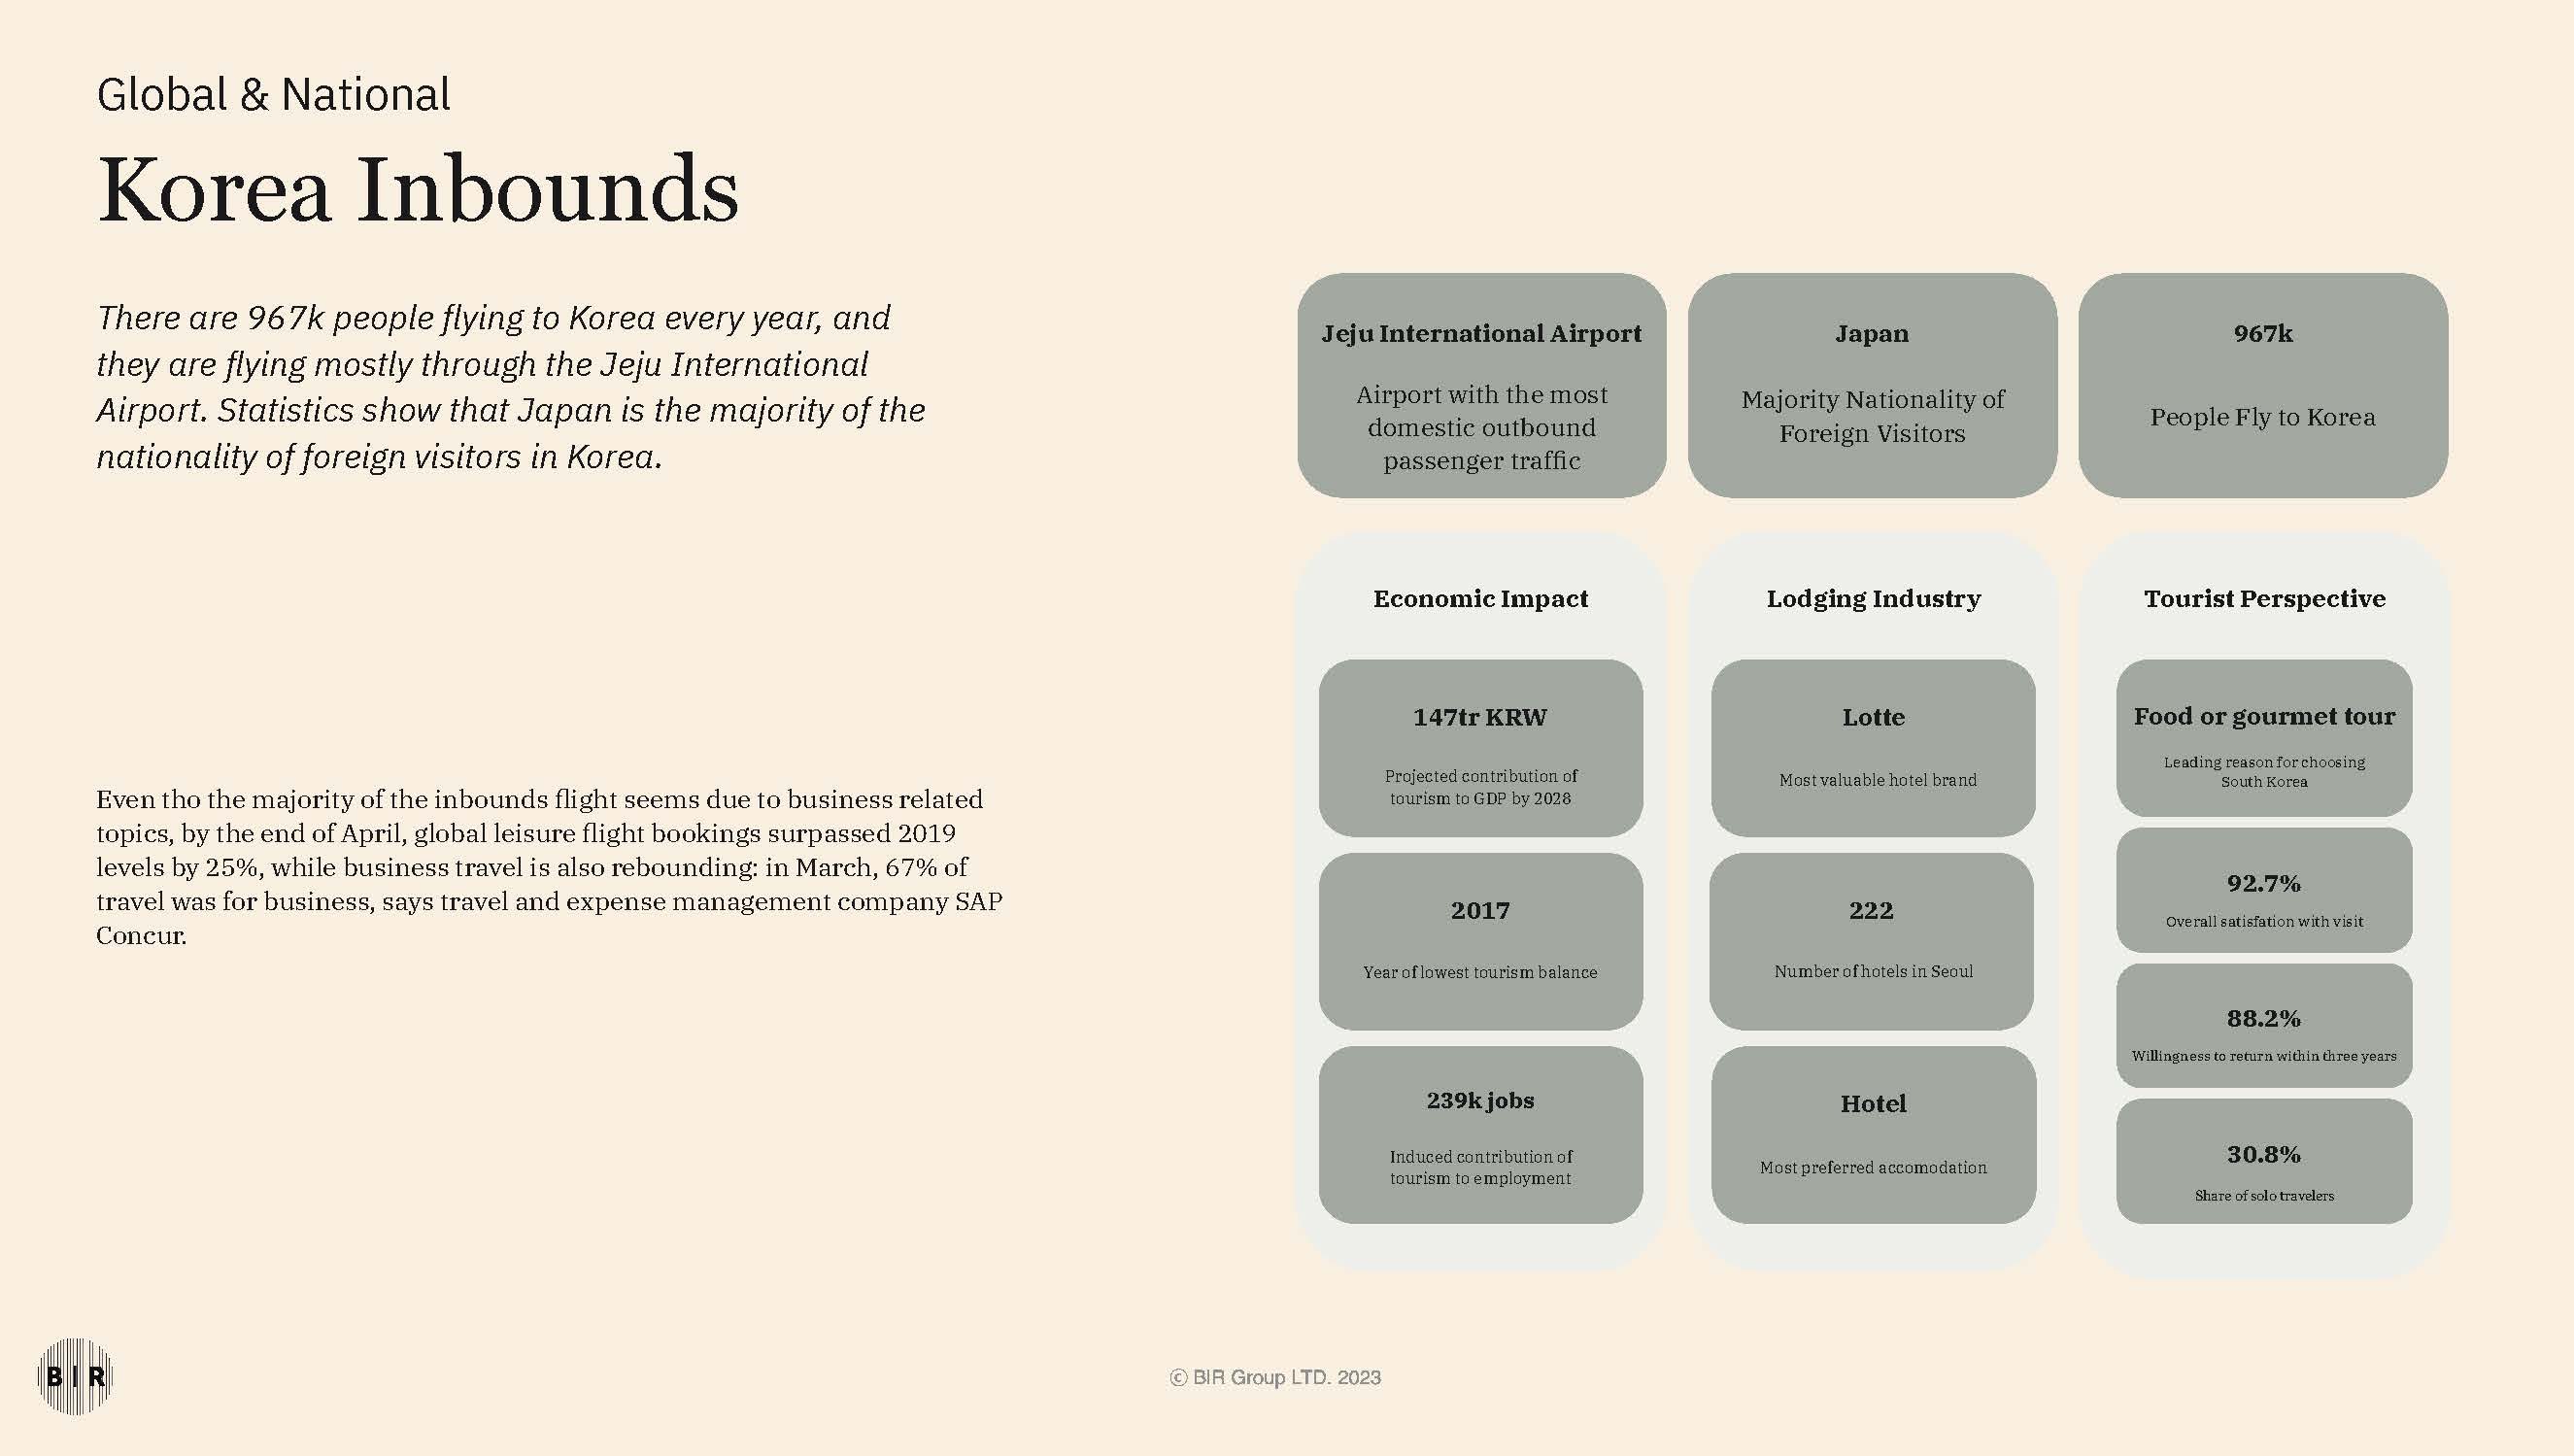 Global & National
Korea Inbounds
There are 967k people flying to Korea every year, and
they are flying mostly through the Jeju International
Airport. Statistics show that Japan is the majority of the
nationality of foreign visitors in Korea.
Even tho the majority of the inbounds flight seems due to business related
topics, by the end of April, global leisure flight bookings surpassed 2019
levels by 25%, while business travel is also rebounding: in March, 67% of
travel was for business, says travel and expense management company SAP
Concur.
Jeju International Airport
Airport with the most
domestic outbound
passenger traffic
Japan
Majority Nationality of
Foreign Visitors
967k
People Fly to Korea
Economic Impact
147tr KRW
Projected contribution of
tourism to GDP by 2028
2017
Year of lowest tourism balance
239k jobs
Induced contribution of
tourism to employment
Lodging Industry
Lotte
Most valuable hotel brand
222
Number of hotels in Seoul
Hotel
Most preferred accomodation
Tourist Perspective
Food or gourmet tour
Leading reason for choosing
South Korea
92.7%
Overall satisfation with visit
88.2%
Willingness to return within three years
30.8%
Share of solo travelers
B I R
© BIR Group LTD. 2023